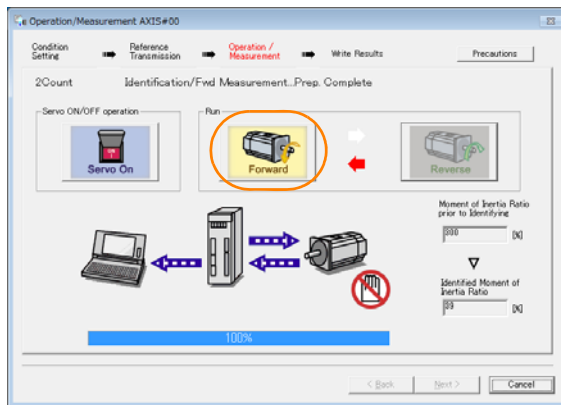 Operation/Measurement AXIS#00
Condition Setting
Reference Transmission
Operation / Measurement
Write Results
Precautions
2Count
Identification/Fwd Measurement...Prep. Complete
Servo ON/OFF operation
Run
Servo On
Forward
Reverse
Moment of Inertia Ratio
prior to Identifying
300 [%]
Identified Moment of
Inertia Ratio
39 [%]
100%
< Back
Next >
Cancel